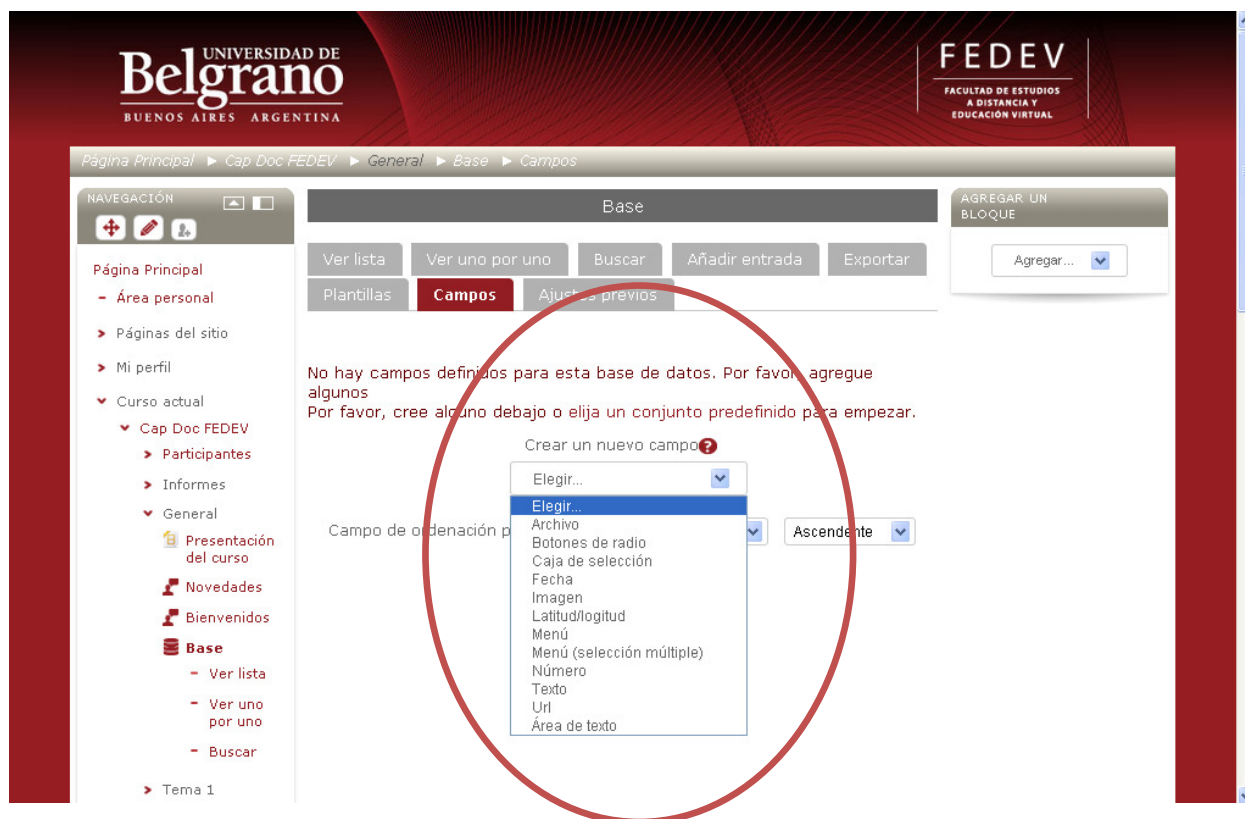 UNIVERSIDAD DE
Belgrano
BUENOS AIRES ARGENTINA
FEDEV
FACULTAD DE ESTUDIOS
A DISTANCIA Y
EDUCACIÓN VIRTUAL
Página Principal ► Cap Doc FEDEV ► General ► Base ► Campos
NAVEGACIÓN
Página Principal
Área personal
Páginas del sitio
Mi perfil
Curso actual
Cap Doc FEDEV
Participantes
Informes
General
Presentación
del curso
Novedades
Bienvenidos
Base
Ver lista
Ver uno
por uno
Buscar
Tema 1
Base
Ver lista Ver uno por uno Buscar Añadir entrada Exportar
Plantillas Campos Ajustes previos
No hay campos definidos para esta base de datos. Por favor, agregue
algunos
Por favor, cree alguno debajo o elija un conjunto predefinido para empezar.
Crear un nuevo campo
Elegir...
Elegir...
Archivo
Botones de radio
Caja de selección
Fecha
Imagen
Latitud/logitud
Menú
Menú (selección múltiple)
Número
Texto
Url
Área de texto
Campo de ordenación p
Ascendente
AGREGAR UN
BLOQUE
Agregar...